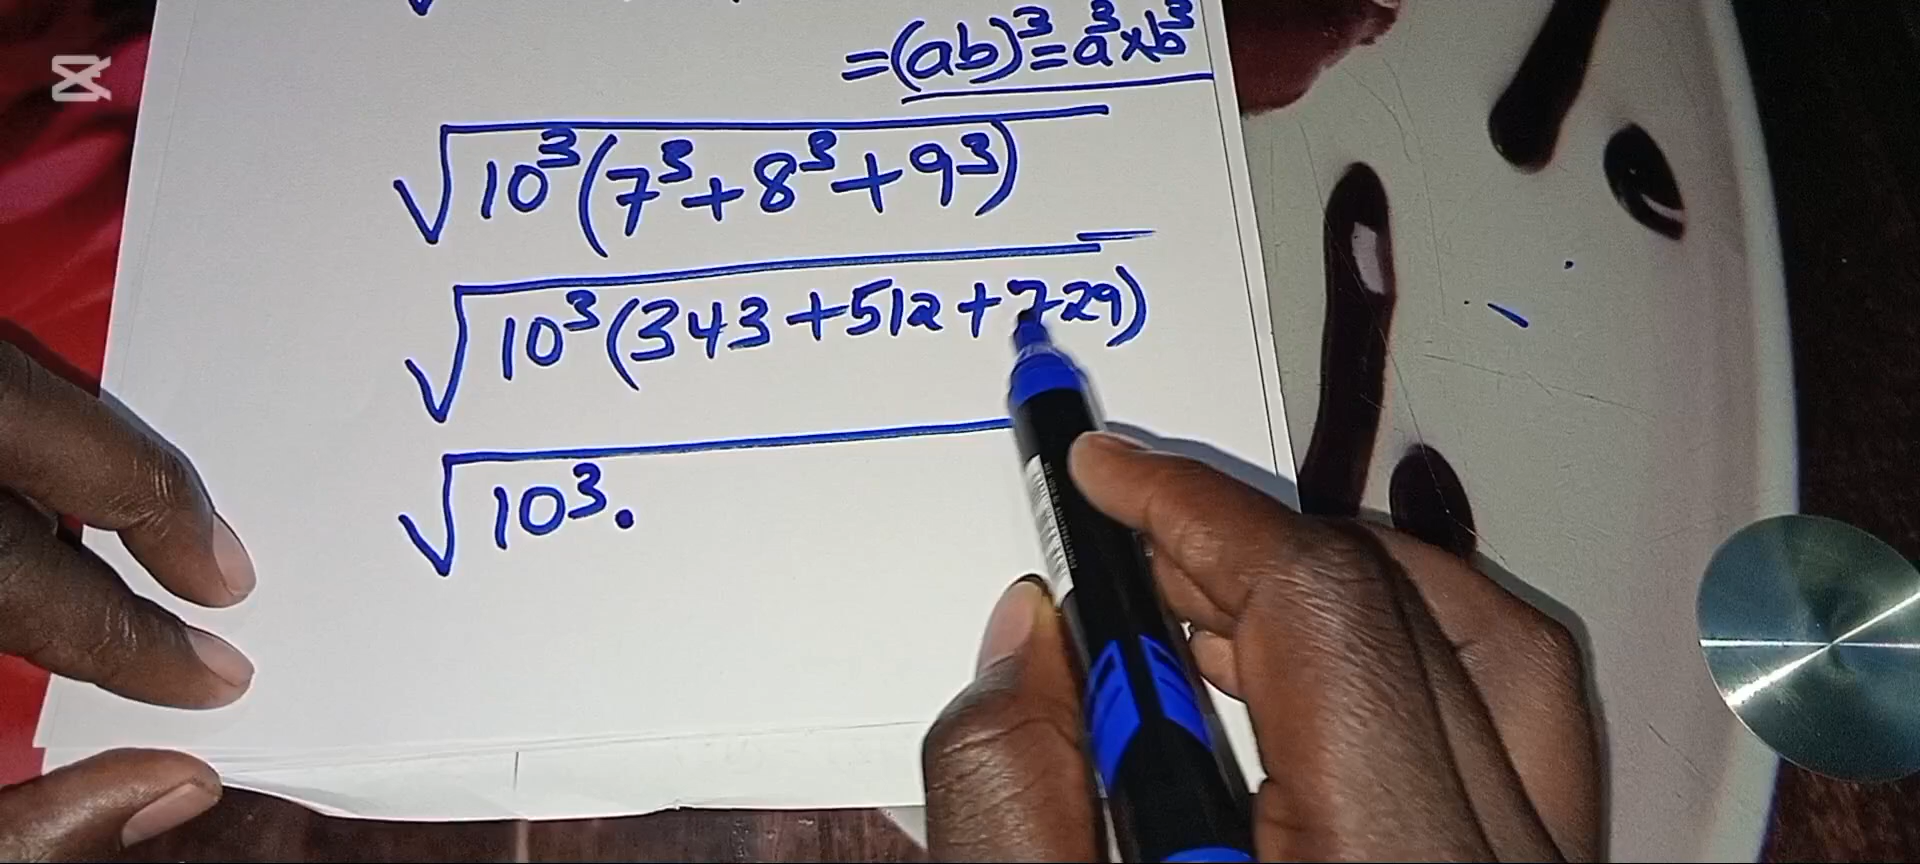 =(ab)³=a³×b³
√10³(7³+8³+9³)
√10³(343+512+729)
√10³.